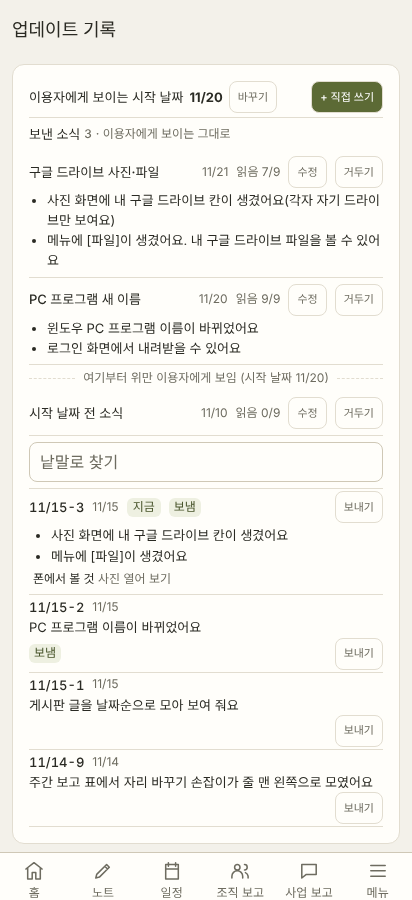 업데이트 기록
이용자에게 보이는 시작 날짜 11/20 바꾸기 + 직접 쓰기
보낸 소식 3 · 이용자에게 보이는 그대로
구글 드라이브 사진·파일 11/21 읽음 7/9 수정 거두기
• 사진 화면에 내 구글 드라이브 칸이 생겼어요(각자 자기 드라이
브만 보여요)
• 메뉴에 [파일]이 생겼어요. 내 구글 드라이브 파일을 볼 수 있어
요
PC 프로그램 새 이름 11/20 읽음 9/9 수정 거두기
• 윈도우 PC 프로그램 이름이 바뀌었어요
• 로그인 화면에서 내려받을 수 있어요
여기부터 위만 이용자에게 보임 (시작 날짜 11/20)
시작 날짜 전 소식 11/10 읽음 0/9 수정 거두기
낱말로 찾기
11/15-3 11/15 지금 보냄 보내기
• 사진 화면에 내 구글 드라이브 칸이 생겼어요
• 메뉴에 [파일]이 생겼어요
폰에서 볼 것 사진 열어 보기
11/15-2 11/15
PC 프로그램 이름이 바뀌었어요
보냄 보내기
11/15-1 11/15
게시판 글을 날짜순으로 모아 보여 줘요
보내기
11/14-9 11/14
주간 보고 표에서 자리 바꾸기 손잡이가 줄 맨 왼쪽으로 모였어요
보내기
홈 노트 일정 조직 보고 사업 보고 메뉴